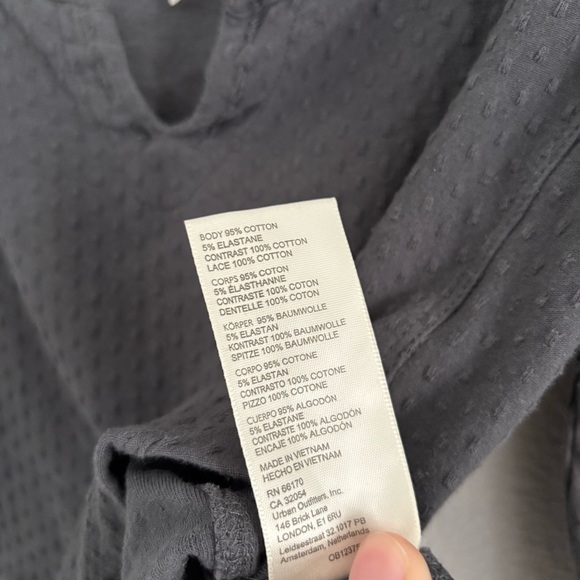 BODY 95% COTTON
5% ELASTANE
CONTRAST 100% COTTON
LACE 100% COTTON
CORPS 95% COTON
5% ÉLASTHANNE
CONTRASTE 100% COTON
DENTELLE 100% COTON
KÖRPER 95% BAUMWOLLE
5% ELASTAN
KONTRAST 100% BAUMWOLLE
SPITZE 100% BAUMWOLLE
CORPO 95% COTONE
5% ELASTAN
CONTRASTO 100% COTONE
PIZZO 100% COTONE
CUERPO 95% ALGODÓN
5% ELASTANE
CONTRASTE 100% ALGODÓN
ENCAJE 100% ALGODÓN
MADE IN VIETNAM
HECHO EN VIETNAM
RN 66170
CA 32054
Urban Outfitters, Inc.
146 Brick Lane
LONDON, E1 6RU
Leidsestraat 32 1017 PB
Amsterdam, Netherlands